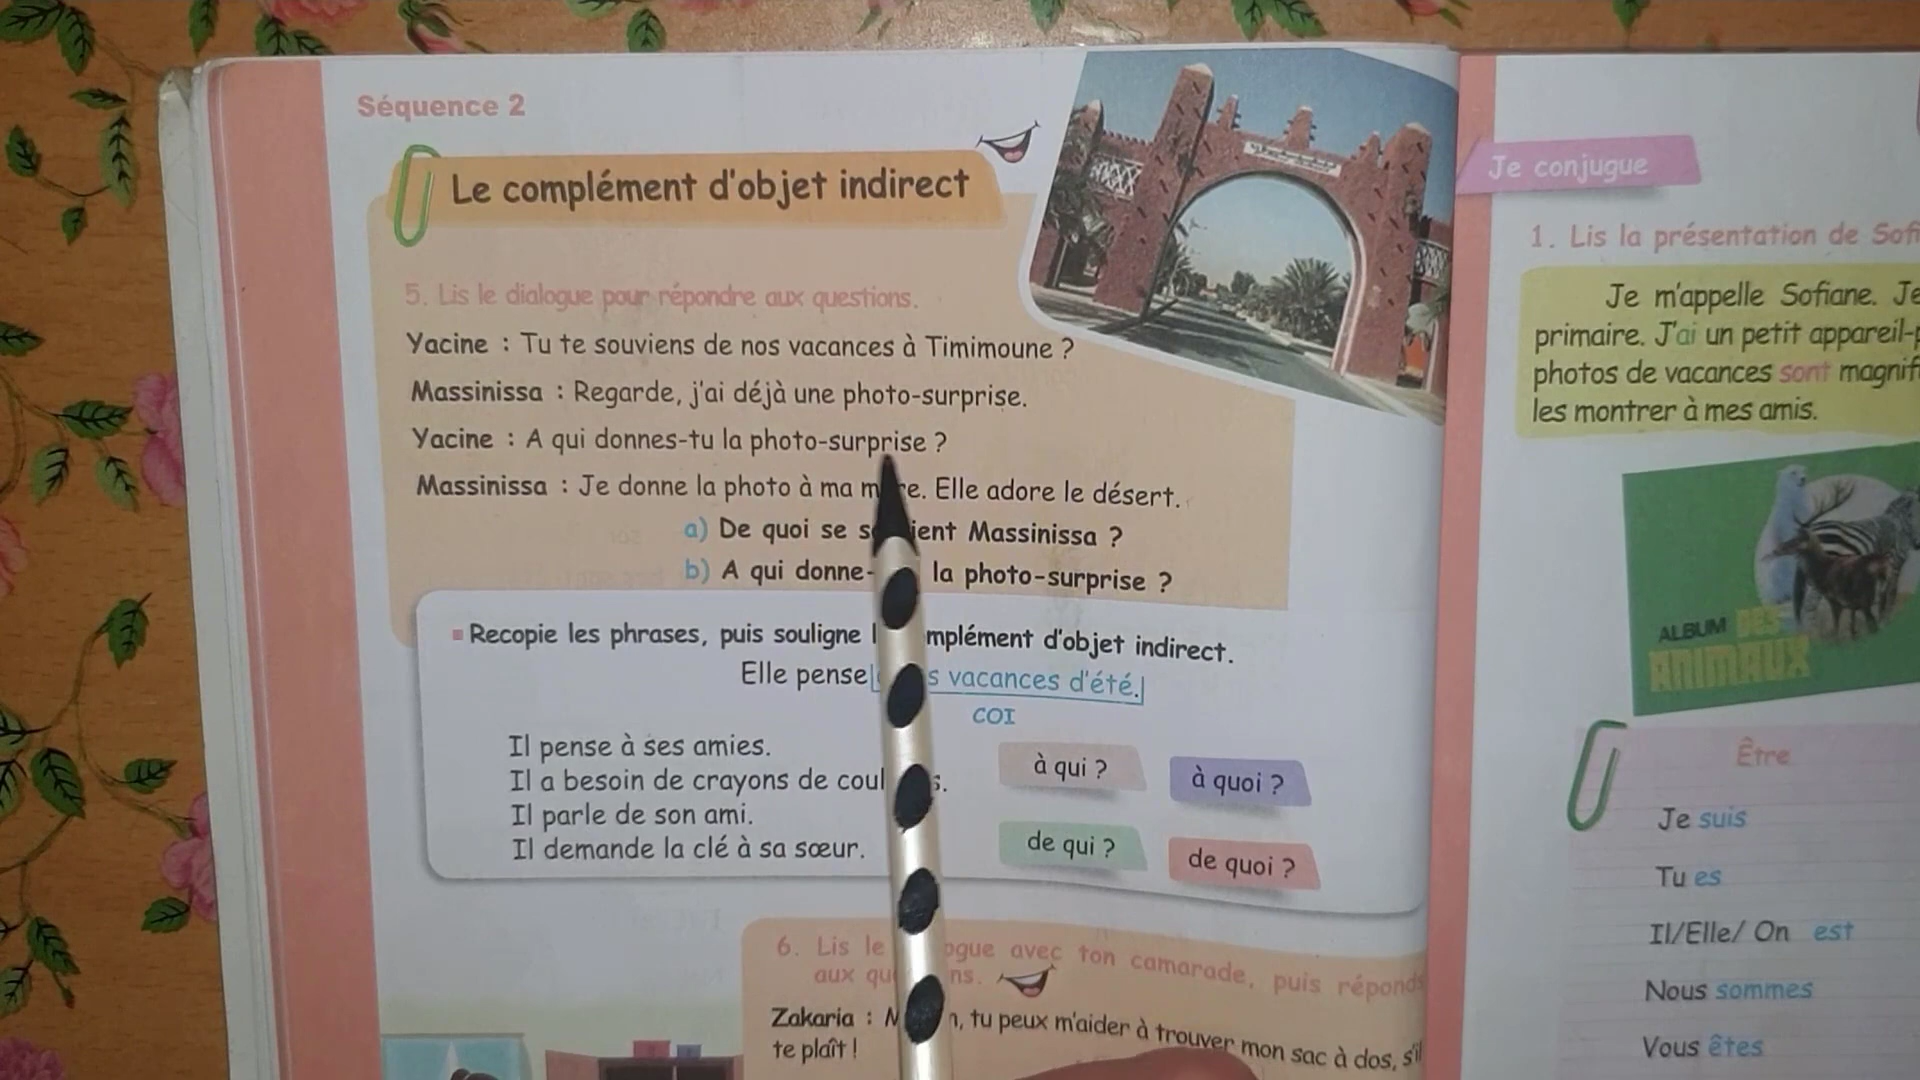 Séquence 2
Le complément d'objet indirect
5. Lis le dialogue pour répondre aux questions.
Yacine : Tu te souviens de nos vacances à Timimoune ?
Massinissa : Regarde, j'ai déjà une photo-surprise.
Yacine : A qui donnes-tu la photo-surprise ?
Massinissa : Je donne la photo à ma re. Elle adore le désert.
a) De quoi se s ient Massinissa ?
b) A qui donne- la photo-surprise ?
Recopie les phrases, puis souligne l mplément d'objet indirect.
Elle pense s vacances d'été.
COI
Il pense à ses amies.
Il a besoin de crayons de coul s.
Il parle de son ami.
Il demande la clé à sa sœur.
à qui ?
à quoi ?
de qui ?
de quoi ?
6. Lis le ogue avec ton camarade, puis réponds
aux qu ns.
Zakaria : M n, tu peux m'aider à trouver mon sac à dos, s'il
te plaît !
Je conjugue
1. Lis la présentation de Sofi
Je m'appelle Sofiane. Je
primaire. J'ai un petit appareil-p
photos de vacances sont magnif
les montrer à mes amis.
ALBUM DES
ANIMAUX
Être
Je suis
Tu es
Il/Elle/ On est
Nous sommes
Vous êtes